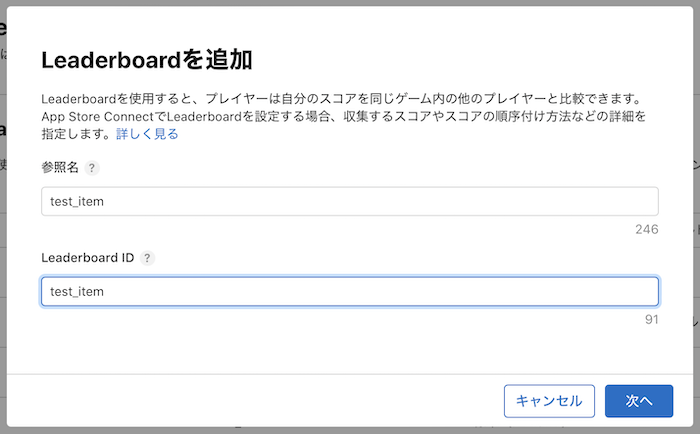 Leaderboardを追加
Leaderboardを使用すると、プレイヤーは自分のスコアを同じゲーム内の他のプレイヤーと比較できます。
App Store ConnectでLeaderboardを設定する場合、収集するスコアやスコアの順序付け方法などの詳細を
指定します。詳しく見る
参照名 ?
test_item
246
Leaderboard ID ?
test_item
91
キャンセル 次へ